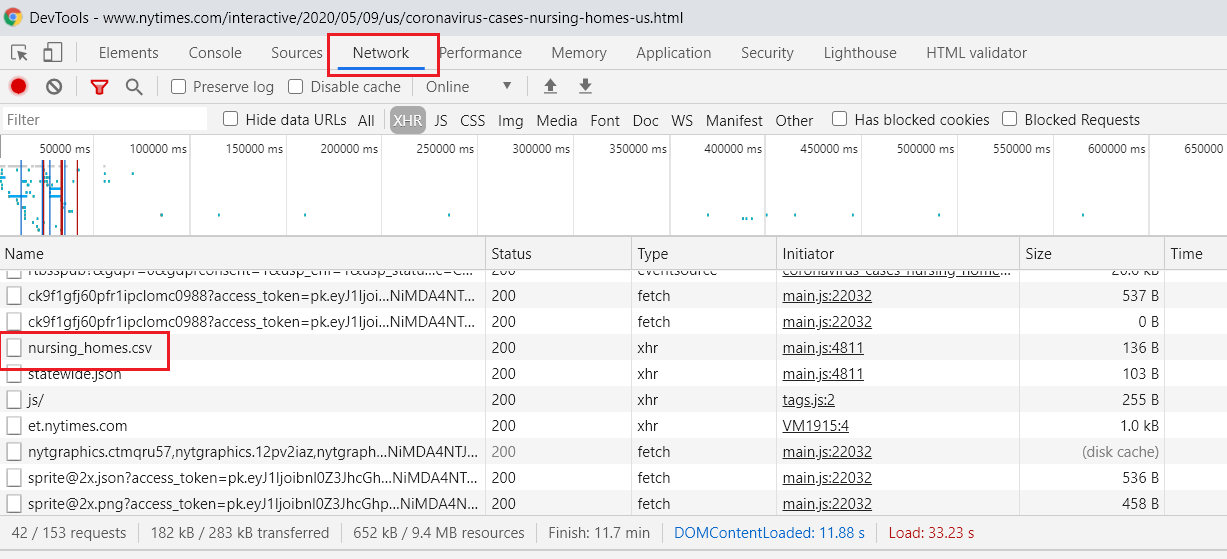 DevTools - www.nytimes.com/interactive/2020/05/09/us/coronavirus-cases-nursing-homes-us.html
Elements Console Sources Network Performance Memory Application Security Lighthouse HTML validator
Preserve log Disable cache Online
Filter Hide data URLs All XHR JS CSS Img Media Font Doc WS Manifest Other Has blocked cookies Blocked Requests
50000 ms 100000 ms 150000 ms 200000 ms 250000 ms 300000 ms 350000 ms 400000 ms 450000 ms 500000 ms 550000 ms 600000 ms 650000
Name Status Type Initiator Size Time
200 eventsource coronavirus-cases-nursing-home... 20.0 kB
ck9f1gfj60pfr1ipclomc0988?access_token=pk.eyJ1Ijoi...NiMDA4NT... 200 fetch main.js:22032 537 B
ck9f1gfj60pfr1ipclomc0988?access_token=pk.eyJ1Ijoi...NiMDA4NT... 200 fetch main.js:22032 0 B
nursing_homes.csv 200 xhr main.js:4811 136 B
statewide.json 200 xhr main.js:4811 103 B
js/ 200 xhr tags.js:2 255 B
et.nytimes.com 200 xhr VM1915:4 1.0 kB
nytgraphics.ctmqru57,nytgraphics.12pv2iaz,nytgraph...NiMDA4NTJ... 200 fetch main.js:22032 (disk cache)
sprite@2x.json?access_token=pk.eyJ1Ijoibnl0Z3JhcGh...NiMDA4NT... 200 fetch main.js:22032 536 B
sprite@2x.png?access_token=pk.eyJ1Ijoibnl0Z3JhcGhp...NiMDA4N... 200 fetch main.js:22032 458 B
42 / 153 requests 182 kB / 283 kB transferred 652 kB / 9.4 MB resources Finish: 11.7 min DOMContentLoaded: 11.88 s Load: 33.23 s